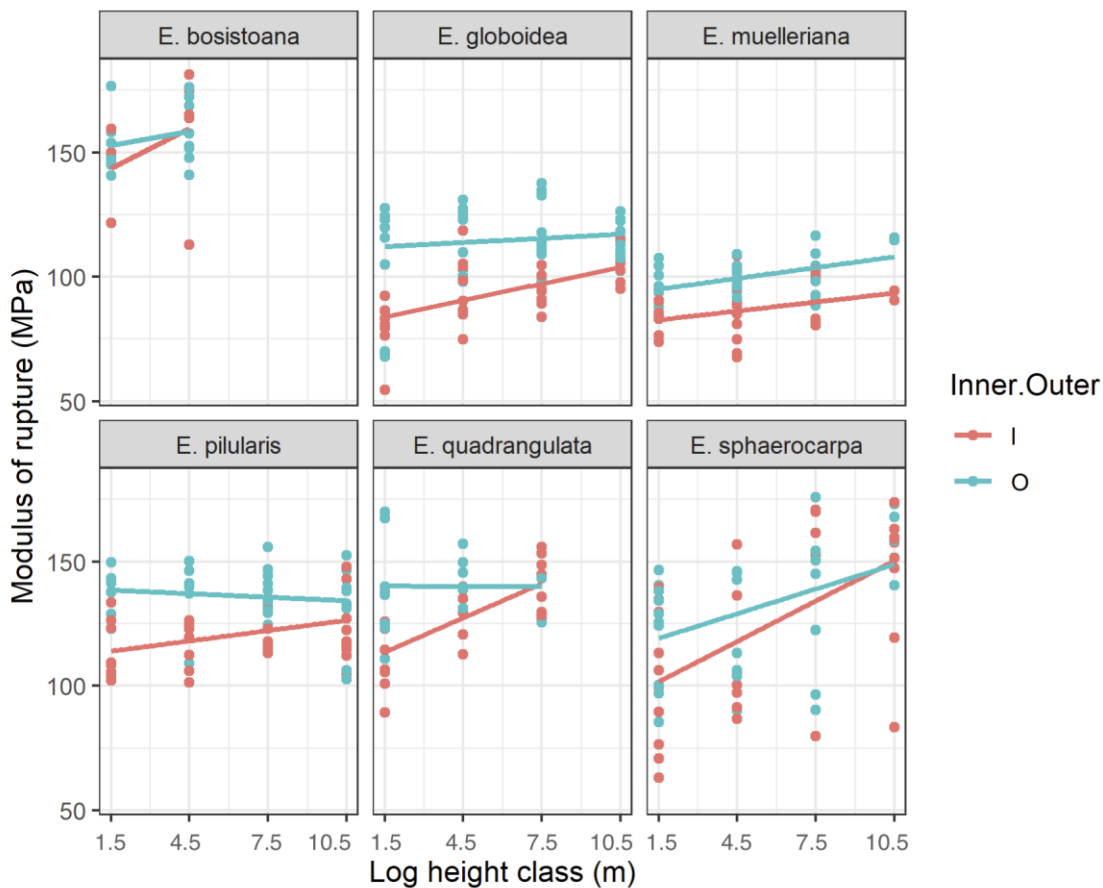 E. bosistoana E. globoidea E. muelleriana
150
100
50
E. pilularis E. quadrangulata E. sphaerocarpa
150
100
50
1.5 4.5 7.5 10.5 1.5 4.5 7.5 10.5 1.5 4.5 7.5 10.5
Log height class (m)
Modulus of rupture (MPa)
Inner.Outer
I
O